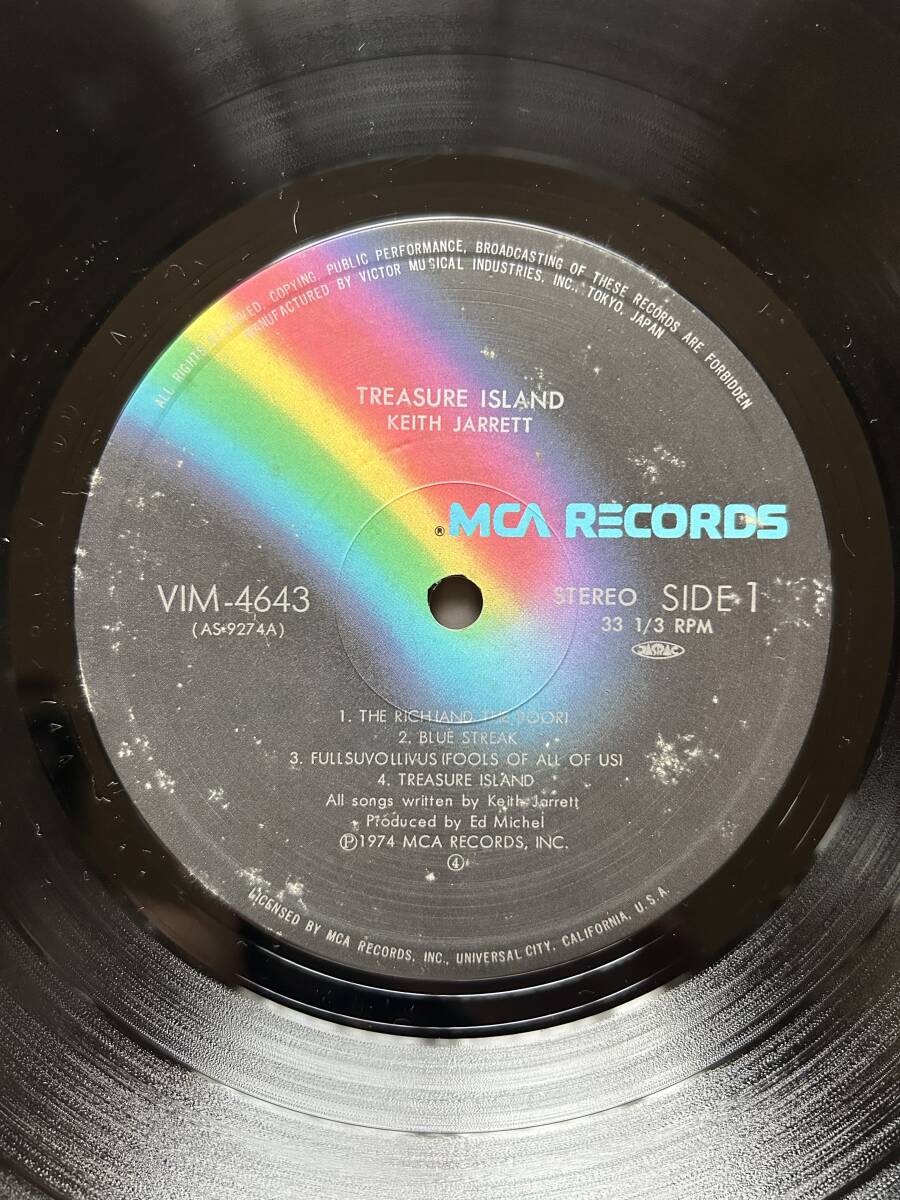 ALL RIGHTS RESERVED. COPYING, PUBLIC PERFORMANCE, BROADCASTING OF THESE RECORDS ARE FORBIDDEN
MANUFACTURED BY VICTOR MUSICAL INDUSTRIES, INC., TOKYO, JAPAN
TREASURE ISLAND
KEITH JARRETT
®MCA RECORDS
VIM-4643
(AS-9274A)
STEREO SIDE 1
33 1/3 RPM
JASRAC
1. THE RICH(AND THE POOR)
2. BLUE STREAK
3. FULLSUVOLLIVUS(FOOLS OF ALL OF US)
4. TREASURE ISLAND
All songs written by Keith Jarrett
Produced by Ed Michel
Ⓟ1974 MCA RECORDS, INC.
④
LICENSED BY MCA RECORDS, INC., UNIVERSAL CITY, CALIFORNIA, U.S.A.